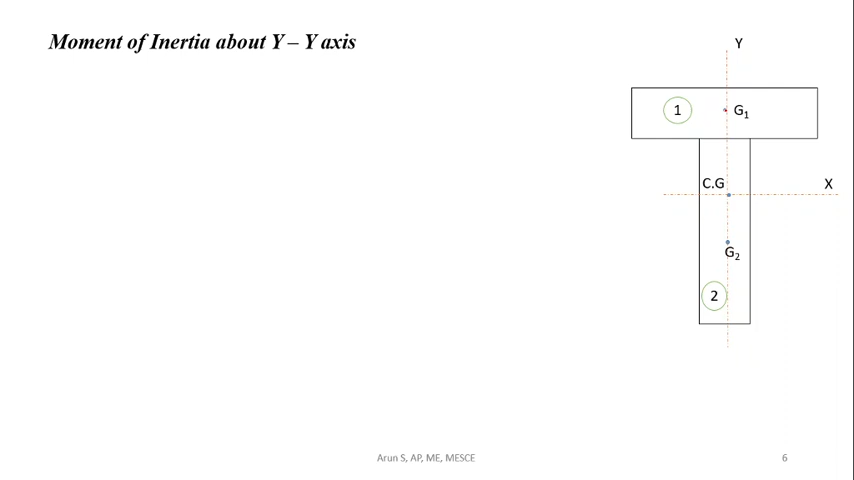 Moment of Inertia about Y – Y axis
Y
1
G₁
C.G
X
G₂
2
Arun S, AP, ME, MESCE
6